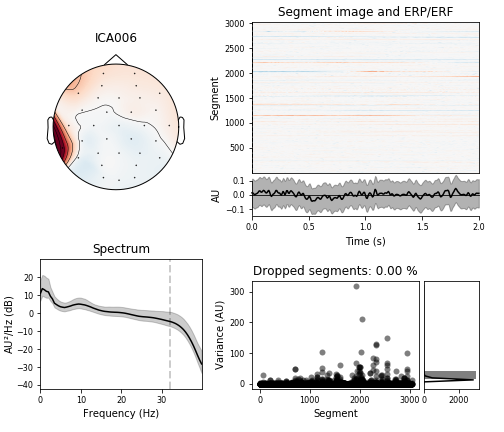 ICA006
Segment image and ERP/ERF
Segment
3000
2500
2000
1500
1000
500
AU
0.1
0.0
−0.1
0.0 0.5 1.0 1.5 2.0
Time (s)
Spectrum
AU²/Hz (dB)
20
10
0
−10
−20
−30
−40
0 10 20 30
Frequency (Hz)
Dropped segments: 0.00 %
Variance (AU)
300
200
100
0
0 1000 2000 3000
Segment
0 2000